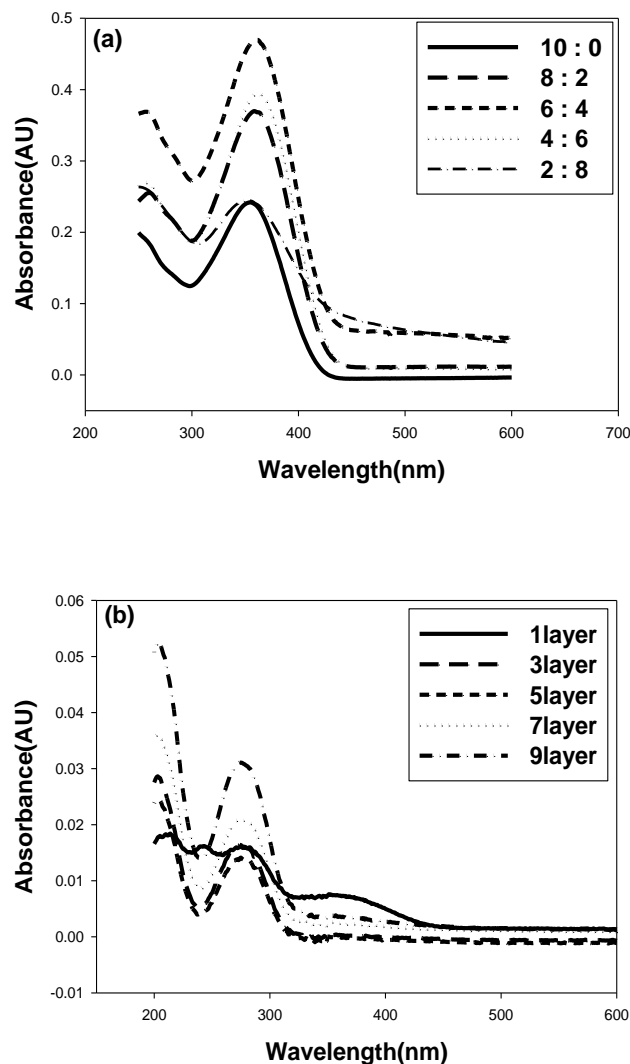 (a)
10 : 0
8 : 2
6 : 4
4 : 6
2 : 8
0.5
0.4
0.3
0.2
0.1
0.0
Absorbance(AU)
200 300 400 500 600 700
Wavelength(nm)
(b)
1layer
3layer
5layer
7layer
9layer
0.06
0.05
0.04
0.03
0.02
0.01
0.00
-0.01
Absorbance(AU)
200 300 400 500 600
Wavelength(nm)